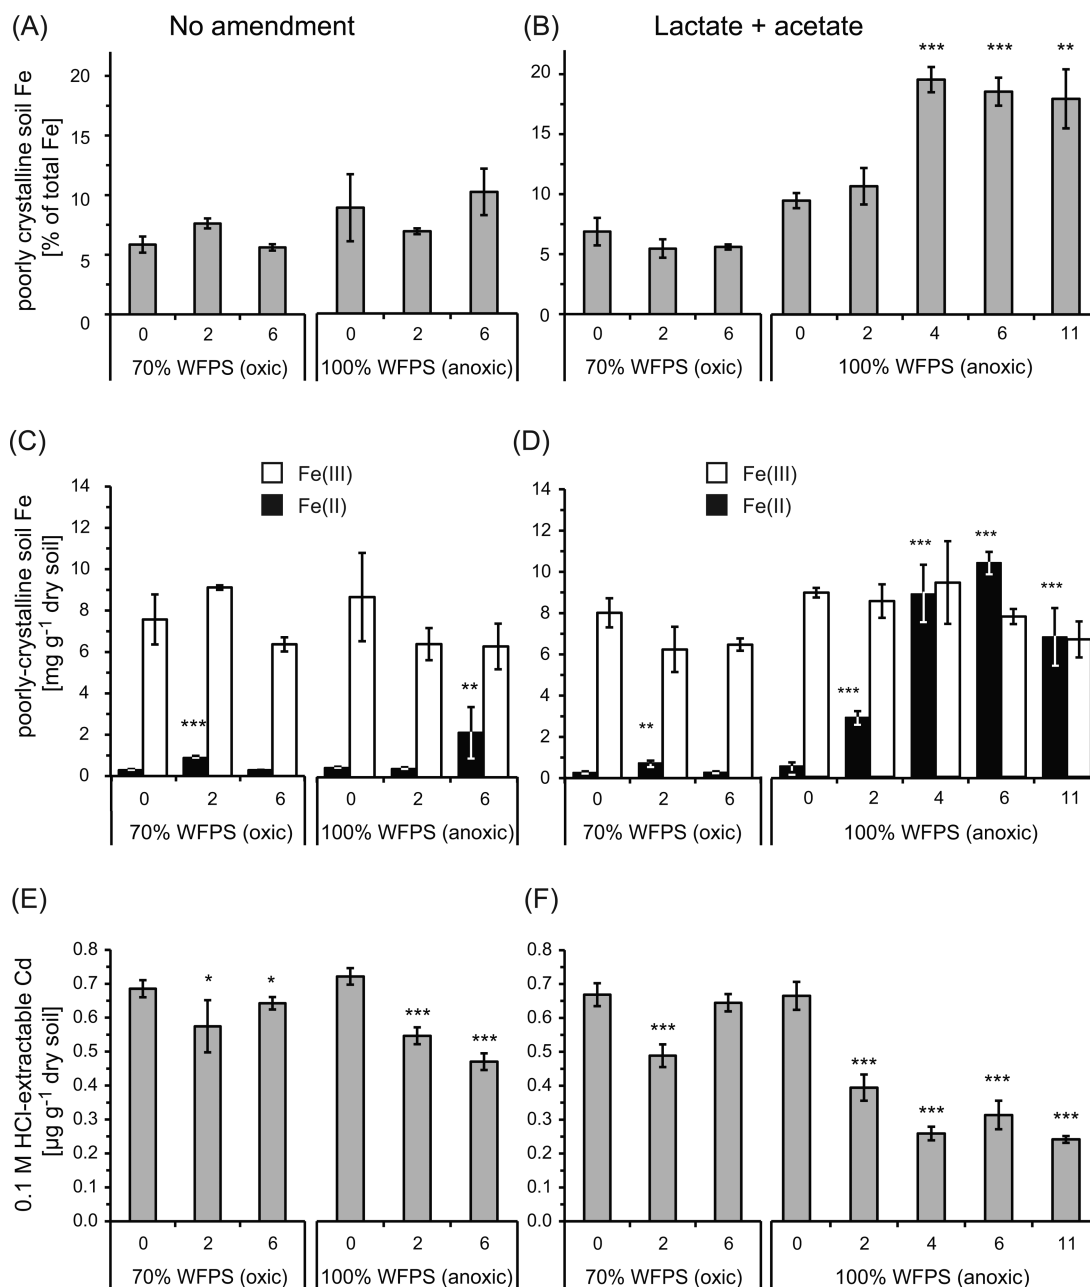 (A) No amendment
(B) Lactate + acetate
poorly crystalline soil Fe
[% of total Fe]
20
15
10
5
0
0 2 6 0 2 6
70% WFPS (oxic) 100% WFPS (anoxic)
*** *** **
20
15
10
5
0
0 2 6 0 2 4 6 11
70% WFPS (oxic) 100% WFPS (anoxic)
(C)
Fe(III)
Fe(II)
poorly-crystalline soil Fe
[mg g⁻¹ dry soil]
14
12
10
8
6
4
2
0
*** **
0 2 6 0 2 6
70% WFPS (oxic) 100% WFPS (anoxic)
(D)
Fe(III)
Fe(II)
14
12
10
8
6
4
2
0
** *** *** *** ***
0 2 6 0 2 4 6 11
70% WFPS (oxic) 100% WFPS (anoxic)
(E)
0.1 M HCl-extractable Cd
[µg g⁻¹ dry soil]
0.8
0.7
0.6
0.5
0.4
0.3
0.2
0.1
0.0
* * *** ***
0 2 6 0 2 6
70% WFPS (oxic) 100% WFPS (anoxic)
(F)
0.8
0.7
0.6
0.5
0.4
0.3
0.2
0.1
0.0
*** *** *** *** ***
0 2 6 0 2 4 6 11
70% WFPS (oxic) 100% WFPS (anoxic)